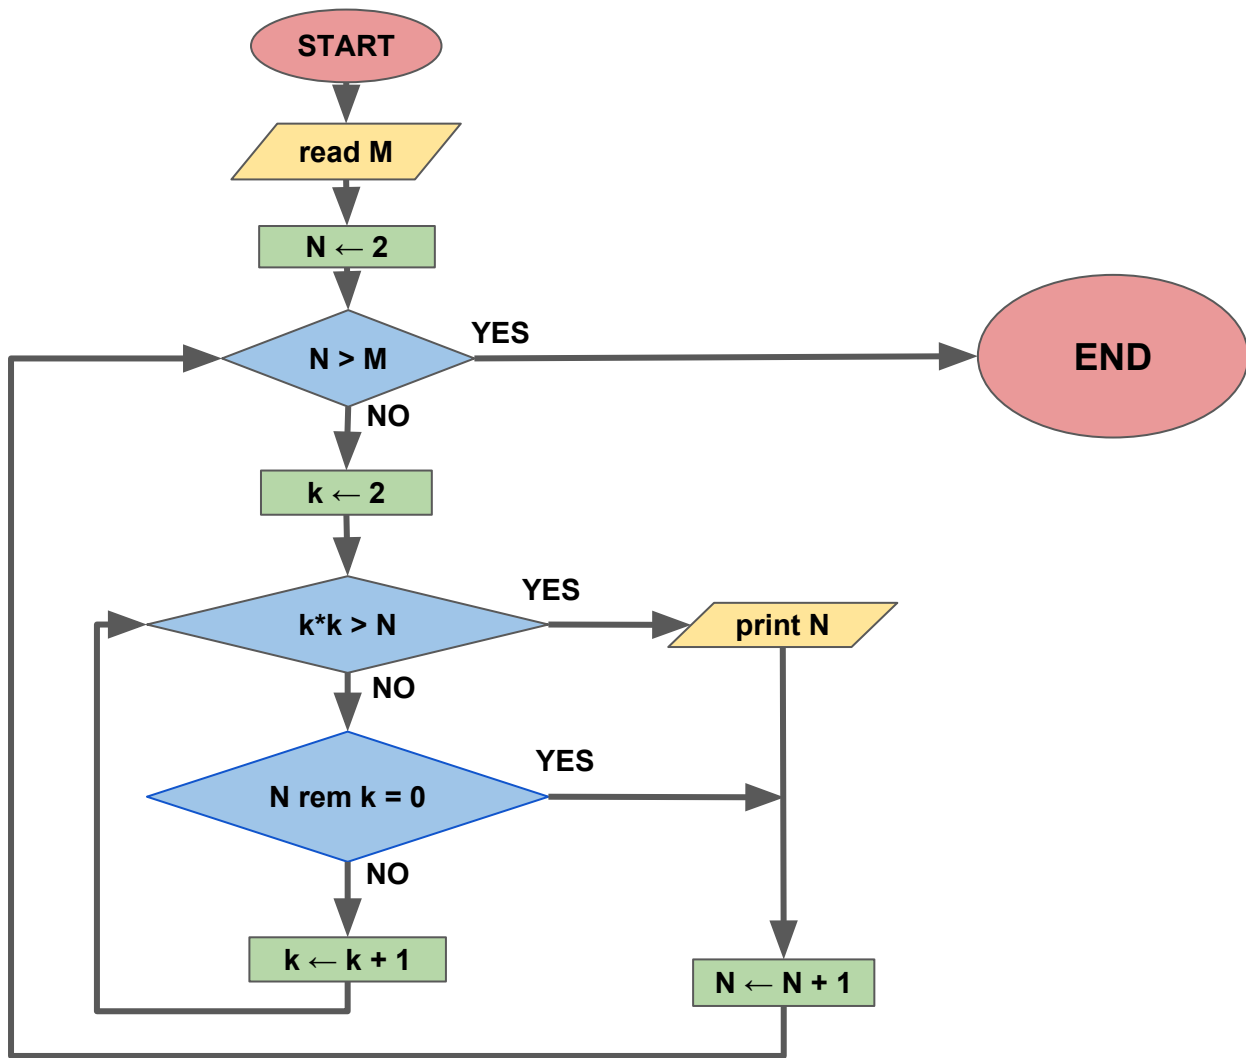 START
read M
N ← 2
N > M
YES
END
NO
k ← 2
k*k > N
YES
print N
NO
N rem k = 0
YES
NO
k ← k + 1
N ← N + 1